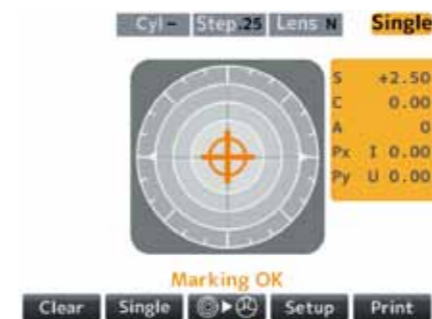 Cyl – Step .25 Lens N Single
S +2.50
C 0.00
A 0
Px I 0.00
Py U 0.00
Marking OK
Clear Single Setup Print